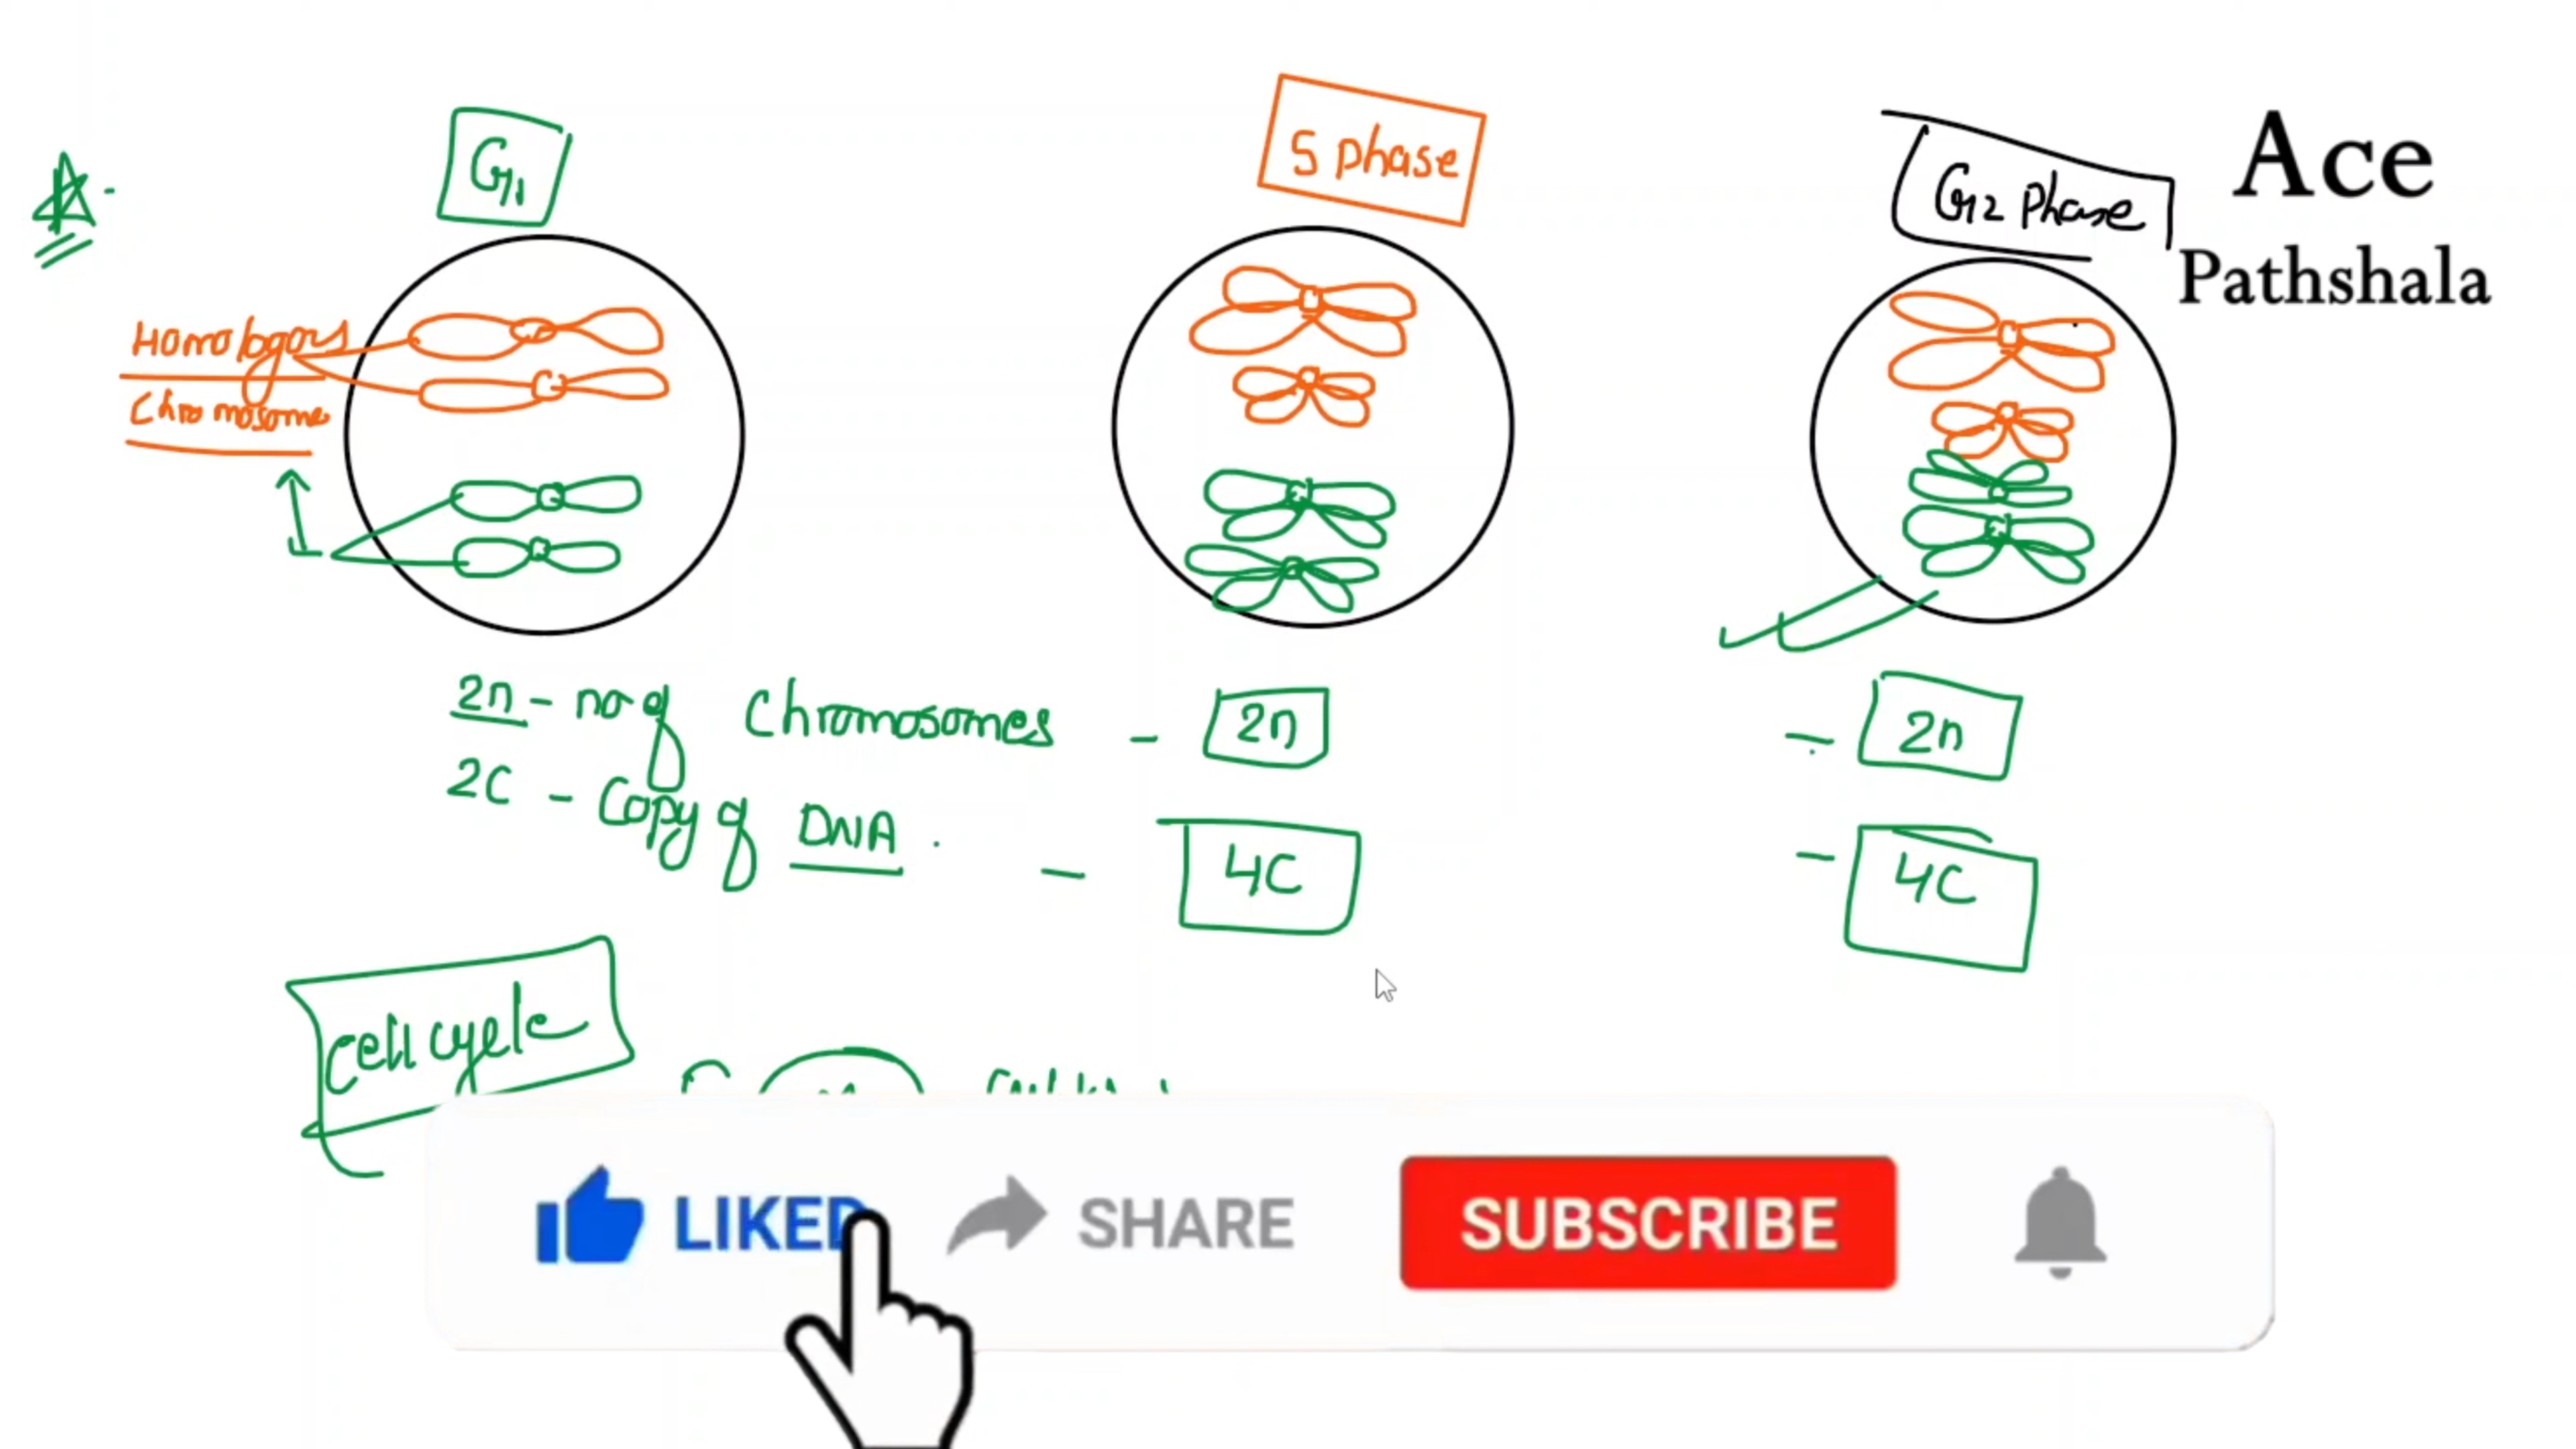 G1
S phase
G2 phase
Ace
Pathshala
Homologous
Chromosome
2n - no of Chromosomes - 2n - 2n
2C - Copy of DNA. - 4C - 4C
cell cycle
LIKED SHARE SUBSCRIBE